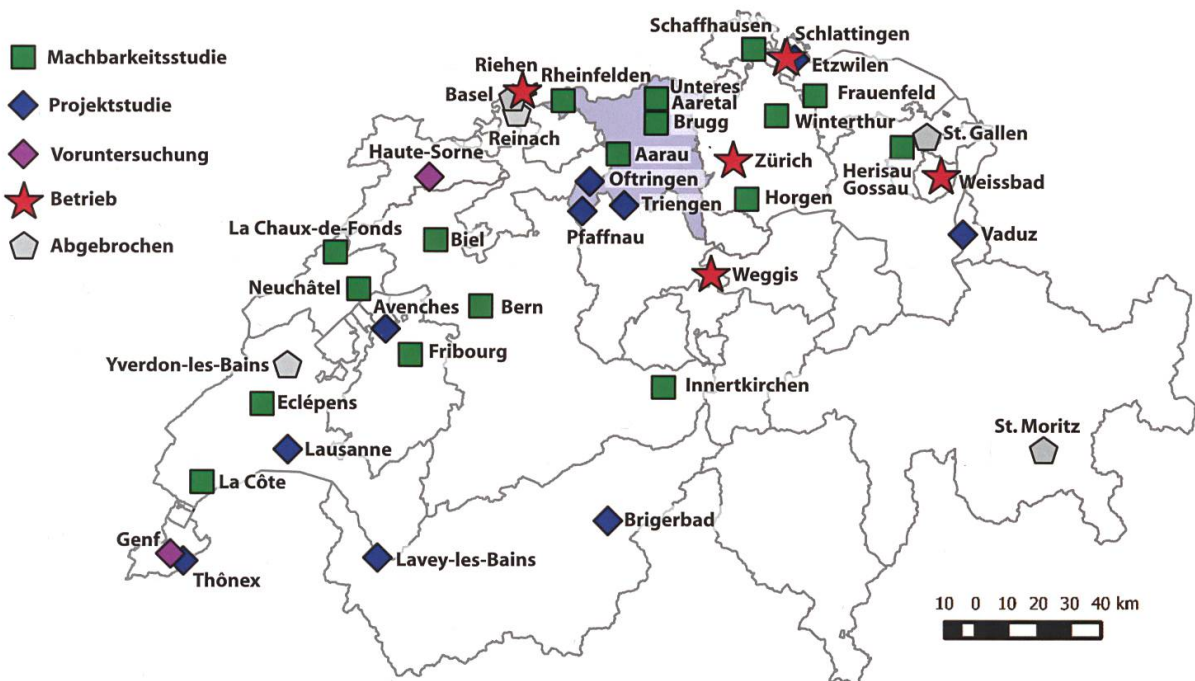 Machbarkeitsstudie
Projektstudie
Voruntersuchung
Betrieb
Abgebrochen
Schaffhausen
Schlattingen
Etzwilen
Riehen
Rheinfelden
Basel
Reinach
Unteres
Aaretal
Brugg
Frauenfeld
Winterthur
St. Gallen
Haute-Sorne
Aarau
Zürich
Herisau
Gossau
Weissbad
Oftringen
Triengen
Horgen
Pfaffnau
La Chaux-de-Fonds
Biel
Vaduz
Weggis
Neuchâtel
Avenches
Bern
Fribourg
Yverdon-les-Bains
Innertkirchen
Eclépens
St. Moritz
Lausanne
La Côte
Brigerbad
Genf
Thônex
Lavey-les-Bains
10 0 10 20 30 40 km